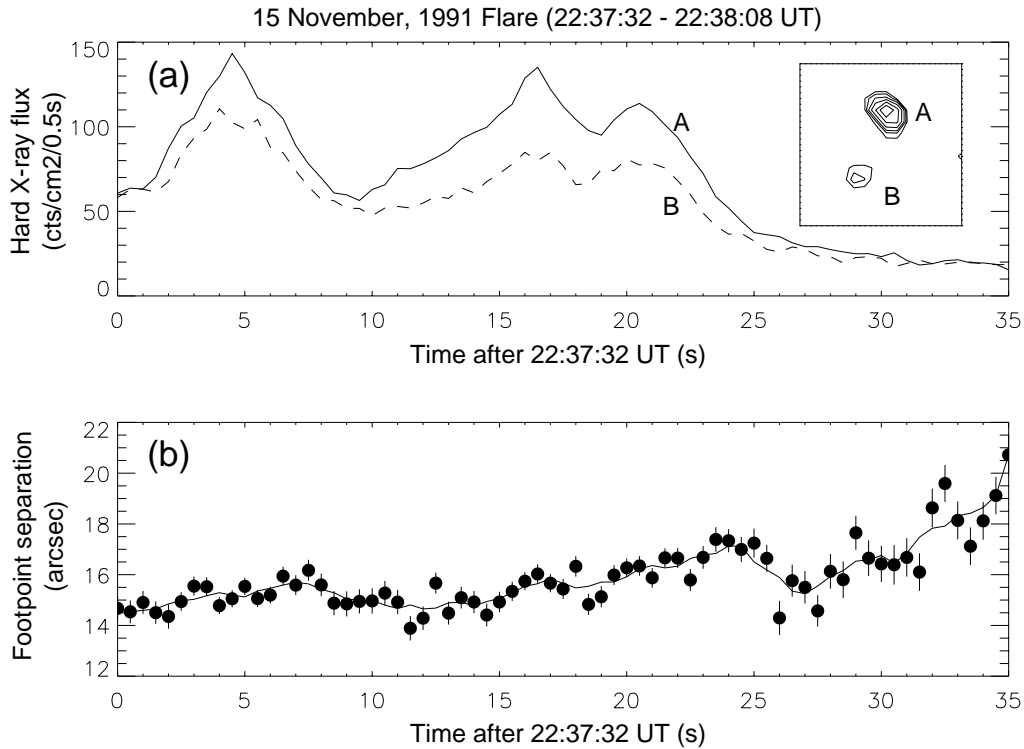 15 November, 1991 Flare (22:37:32 - 22:38:08 UT)
(a)
Hard X-ray flux
(cts/cm2/0.5s)
150
100
50
0
A
B
A
B
0 5 10 15 20 25 30 35
Time after 22:37:32 UT (s)
(b)
Footpoint separation
(arcsec)
22
20
18
16
14
12
0 5 10 15 20 25 30 35
Time after 22:37:32 UT (s)